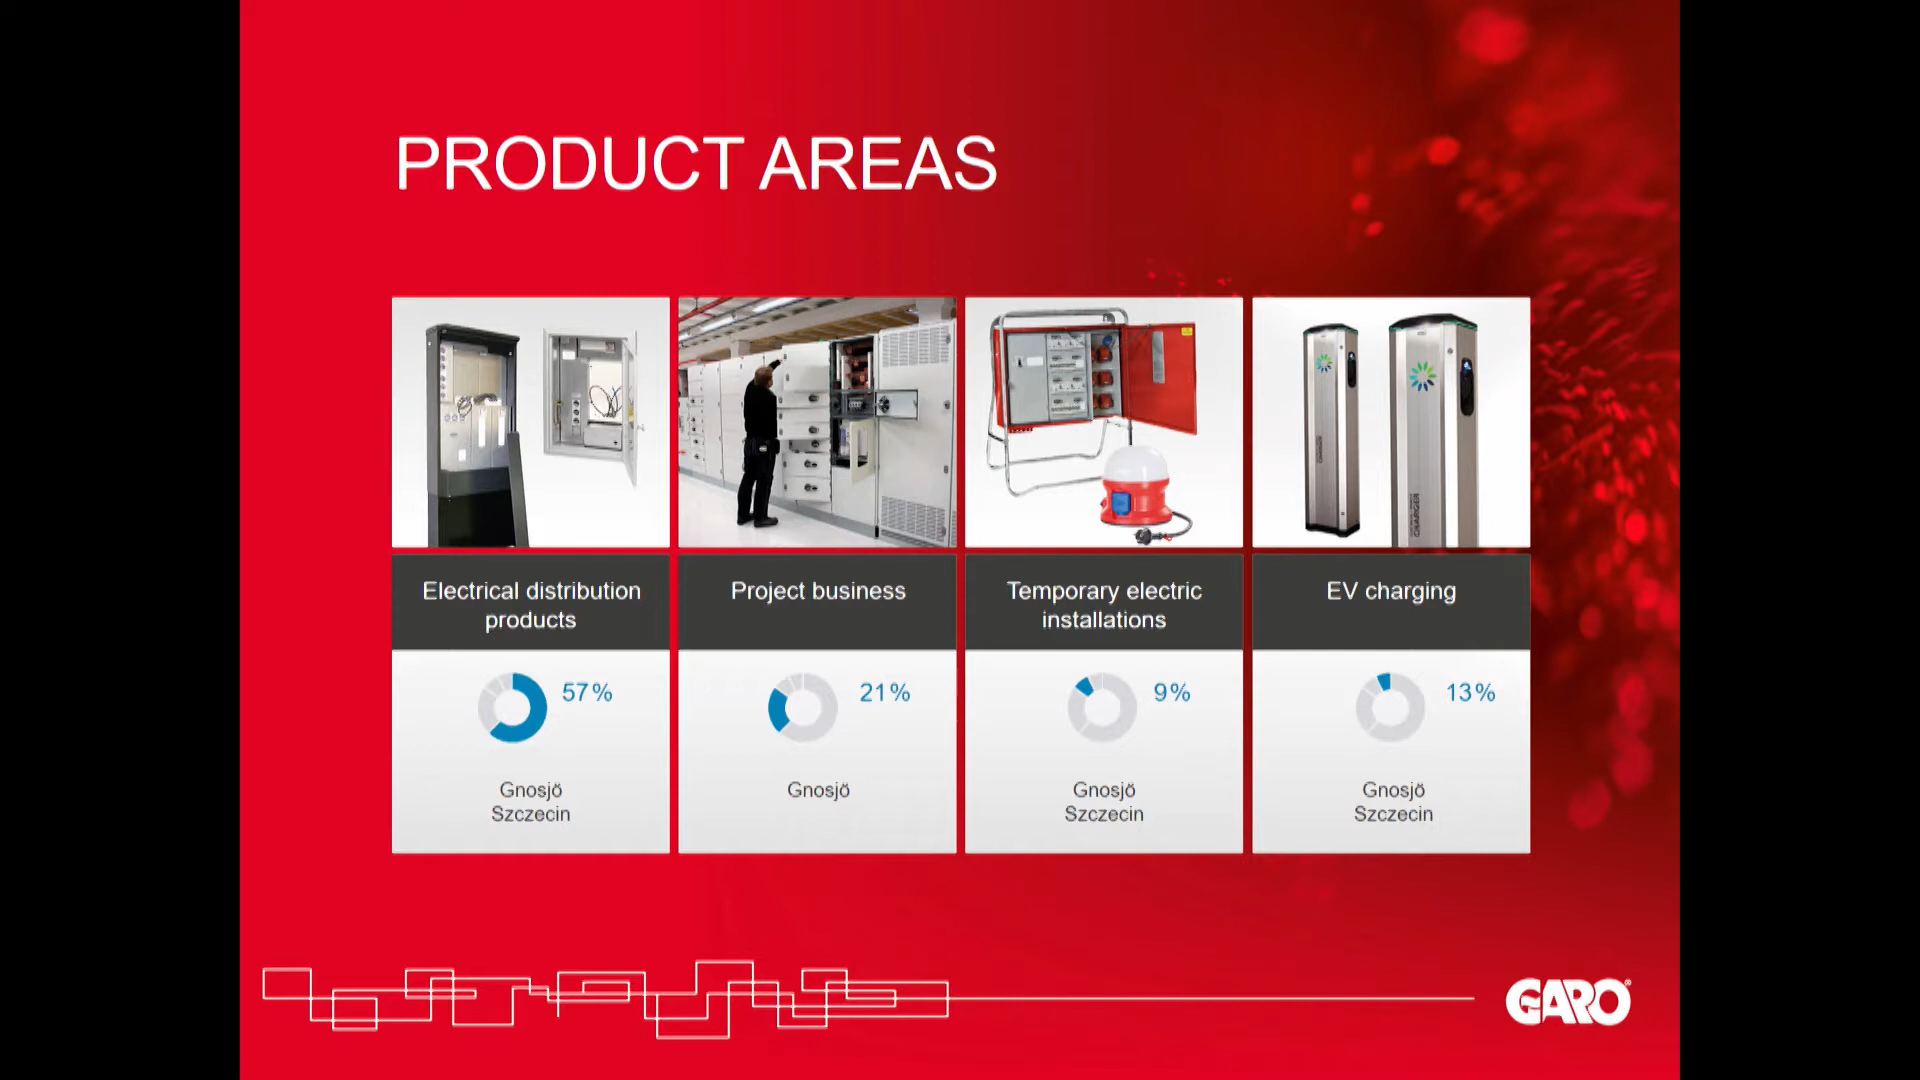 PRODUCT AREAS
Electrical distribution
products
57%
Gnosjö
Szczecin
Project business
21%
Gnosjö
Temporary electric
installations
9%
Gnosjö
Szczecin
EV charging
13%
Gnosjö
Szczecin
CHARGER
GARO®